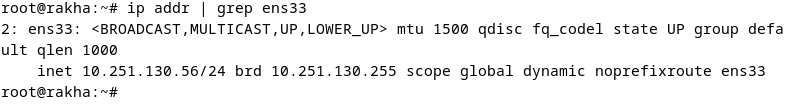 root@rakha:~# ip addr | grep ens33
2: ens33: <BROADCAST,MULTICAST,UP,LOWER_UP> mtu 1500 qdisc fq_codel state UP group defa
ult qlen 1000
    inet 10.251.130.56/24 brd 10.251.130.255 scope global dynamic noprefixroute ens33
root@rakha:~#